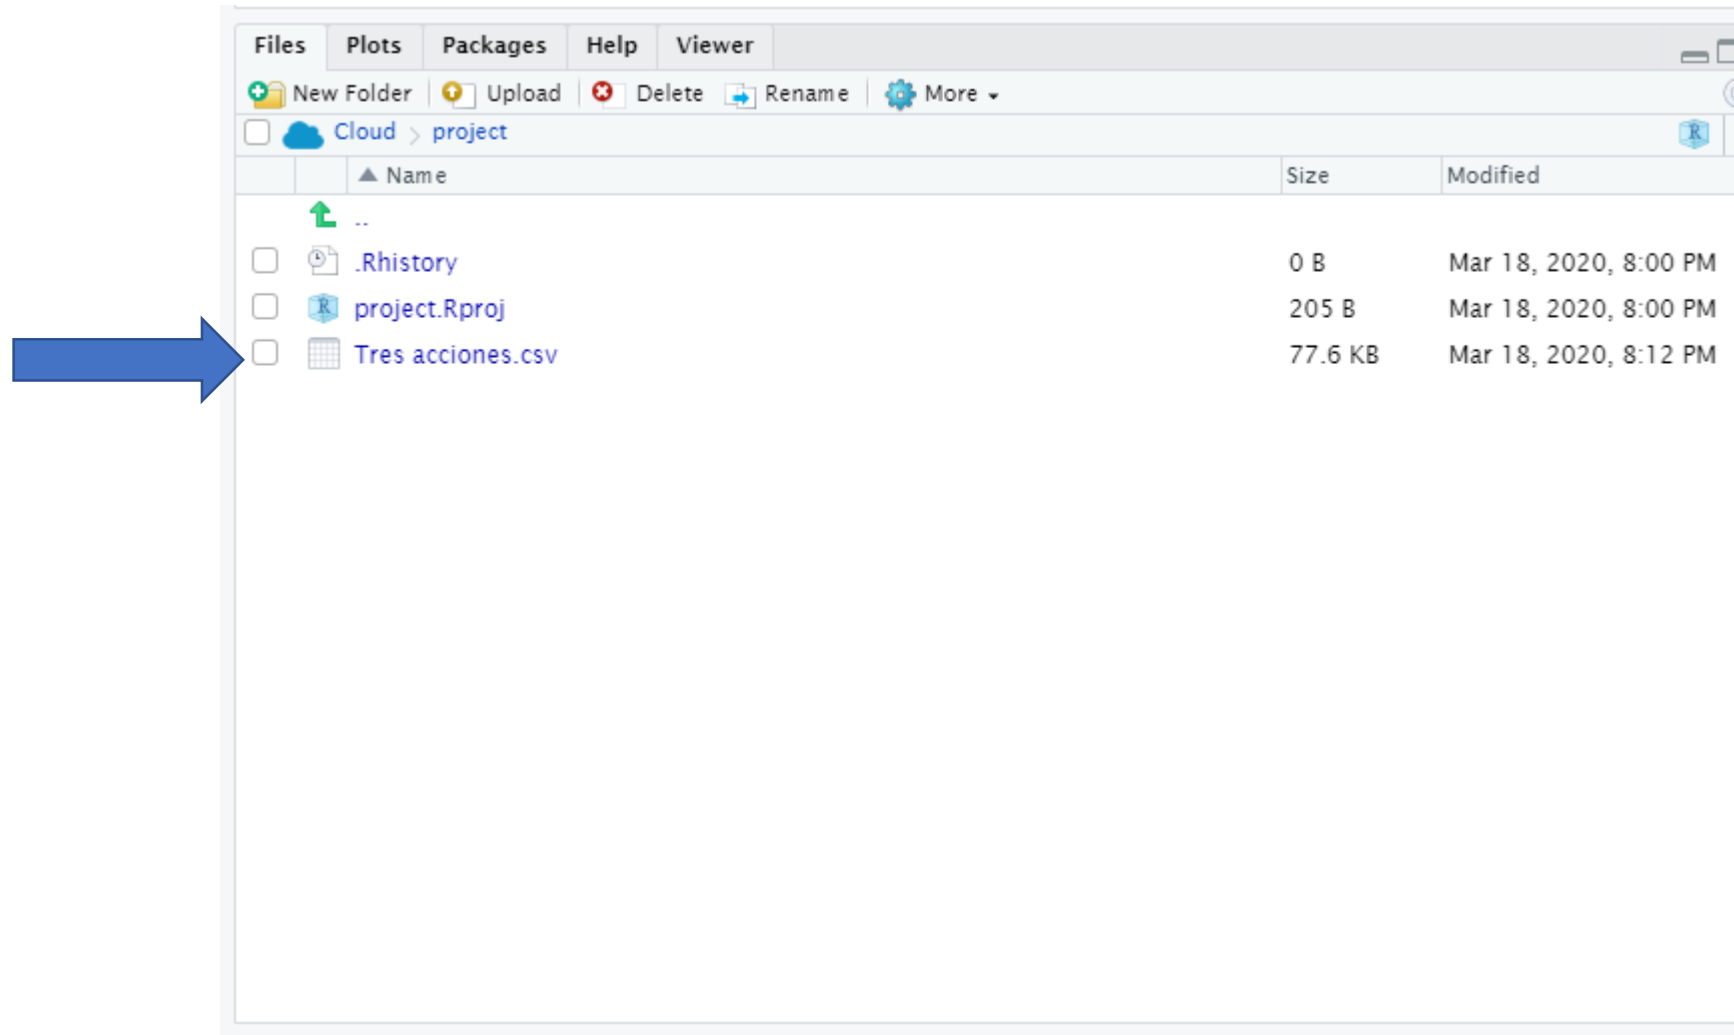 Files Plots Packages Help Viewer
New Folder Upload Delete Rename More
Cloud project
Name Size Modified
..
.Rhistory 0 B Mar 18, 2020, 8:00 PM
project.Rproj 205 B Mar 18, 2020, 8:00 PM
Tres acciones.csv 77.6 KB Mar 18, 2020, 8:12 PM